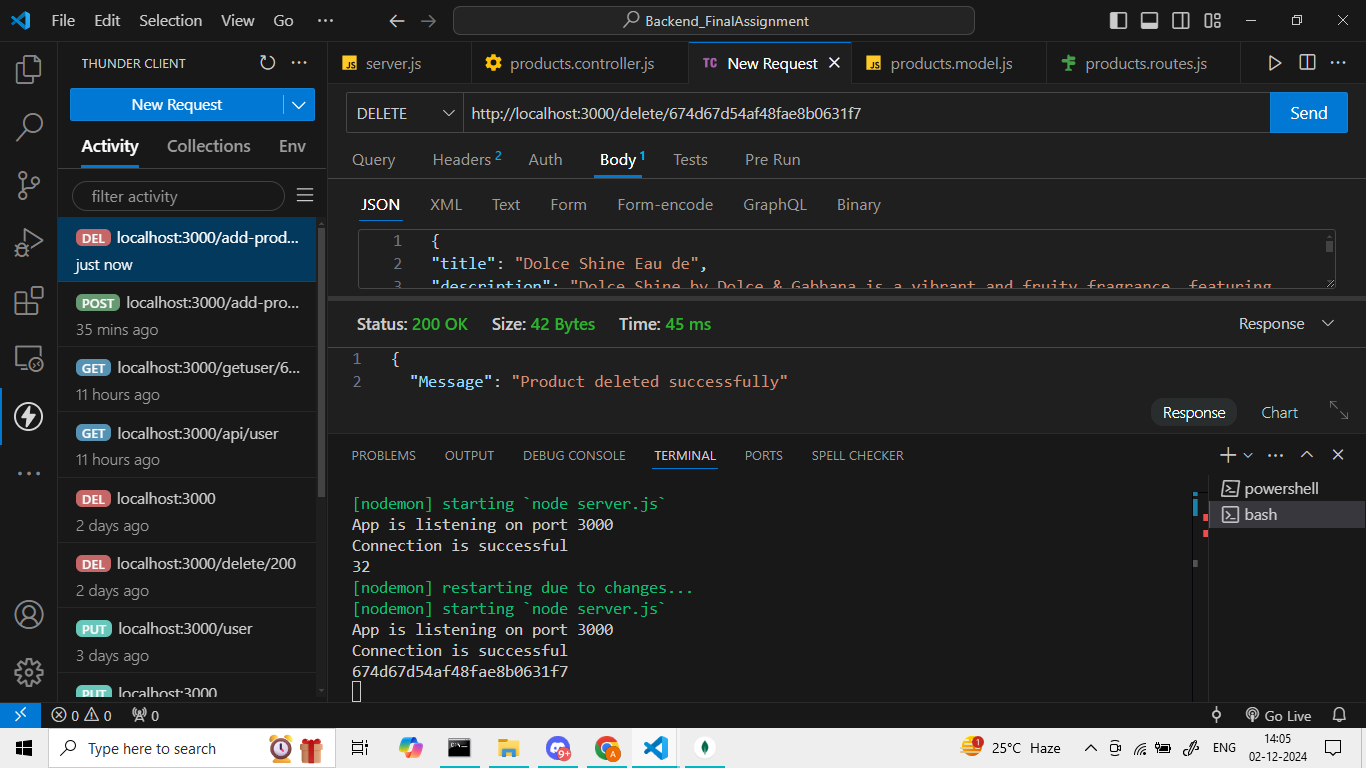 File Edit Selection View Go ··· Backend_FinalAssignment
THUNDER CLIENT ···
New Request
Activity Collections Env
filter activity
DEL localhost:3000/add-prod...
just now
POST localhost:3000/add-pro...
35 mins ago
GET localhost:3000/getuser/6...
11 hours ago
GET localhost:3000/api/user
11 hours ago
DEL localhost:3000
2 days ago
DEL localhost:3000/delete/200
2 days ago
PUT localhost:3000/user
3 days ago
PUT localhost:3000
JS server.js products.controller.js TC New Request JS products.model.js products.routes.js ···
DELETE http://localhost:3000/delete/674d67d54af48fae8b0631f7 Send
Query Headers 2 Auth Body 1 Tests Pre Run
JSON XML Text Form Form-encode GraphQL Binary
1 {
2 "title": "Dolce Shine Eau de",
3 "description": "Dolce Shine by Dolce & Gabbana is a vibrant and fruity fragrance, featuring
Status: 200 OK Size: 42 Bytes Time: 45 ms Response
1 {
2 "Message": "Product deleted successfully"
Response Chart
PROBLEMS OUTPUT DEBUG CONSOLE TERMINAL PORTS SPELL CHECKER ···
[nodemon] starting `node server.js`
App is listening on port 3000
Connection is successful
32
[nodemon] restarting due to changes...
[nodemon] starting `node server.js`
App is listening on port 3000
Connection is successful
674d67d54af48fae8b0631f7
powershell
bash
0 0 0 Go Live
Type here to search 9+ A 1 25°C Haze ENG 14:05
02-12-2024